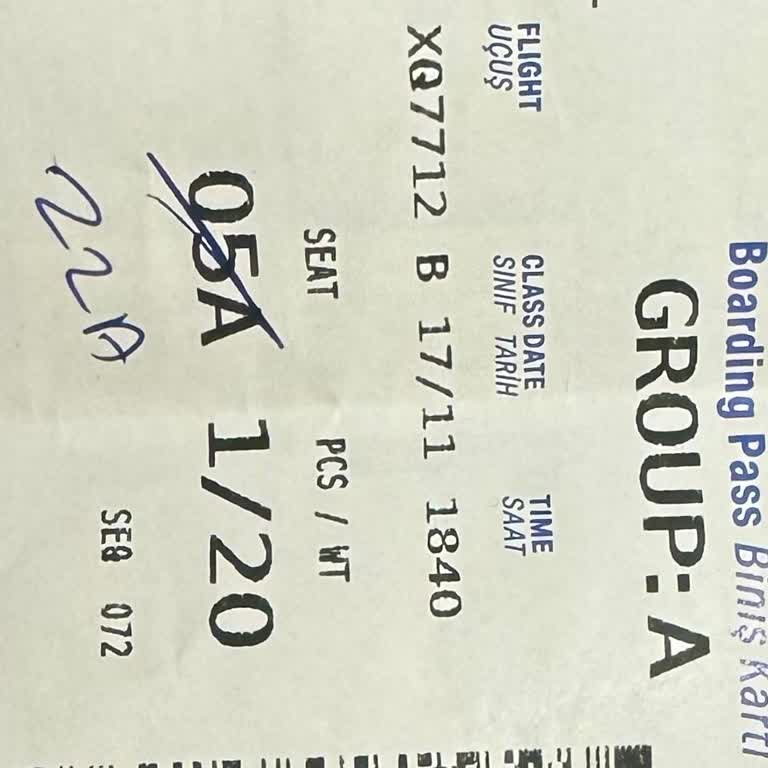 Boarding Pass Biniş Kartı
GROUP: A
FLIGHT CLASS DATE TIME
UÇUŞ SINIF TARİH SAAT
XQ7712 B 17/11 1840
SEAT PCS / WT
05A 1/20
22A
SE8 072